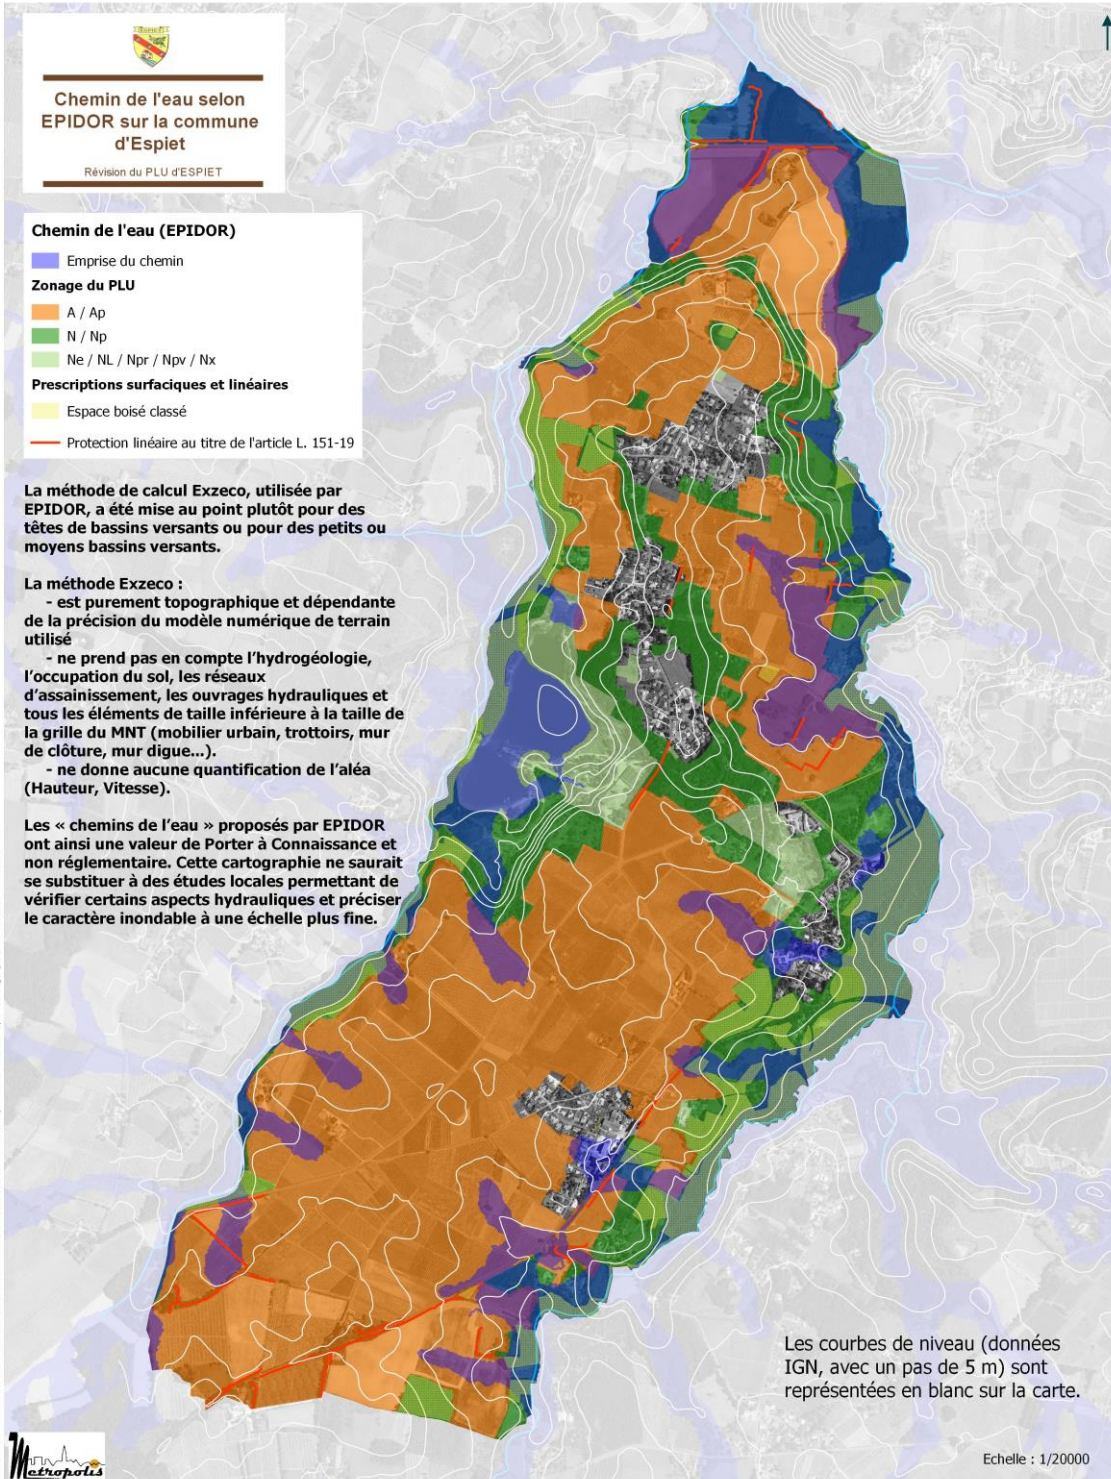 ESPIET
Chemin de l'eau selon
EPIDOR sur la commune
d'Espiet
Révision du PLU d'ESPIET
Chemin de l'eau (EPIDOR)
Emprise du chemin
Zonage du PLU
A / Ap
N / Np
Ne / NL / Npr / Npv / Nx
Prescriptions surfaciques et linéaires
Espace boisé classé
Protection linéaire au titre de l'article L. 151-19
La méthode de calcul Exzeco, utilisée par
EPIDOR, a été mise au point plutôt pour des
têtes de bassins versants ou pour des petits ou
moyens bassins versants.
La méthode Exzeco :
- est purement topographique et dépendante
de la précision du modèle numérique de terrain
utilisé
- ne prend pas en compte l'hydrogéologie,
l'occupation du sol, les réseaux
d'assainissement, les ouvrages hydrauliques et
tous les éléments de taille inférieure à la taille de
la grille du MNT (mobilier urbain, trottoirs, mur
de clôture, mur digue...).
- ne donne aucune quantification de l'aléa
(Hauteur, Vitesse).
Les « chemins de l'eau » proposés par EPIDOR
ont ainsi une valeur de Porter à Connaissance et
non réglementaire. Cette cartographie ne saurait
se substituer à des études locales permettant de
vérifier certains aspects hydrauliques et préciser
le caractère inondable à une échelle plus fine.
Les courbes de niveau (données
IGN, avec un pas de 5 m) sont
représentées en blanc sur la carte.
Metropolis
Echelle : 1/20000